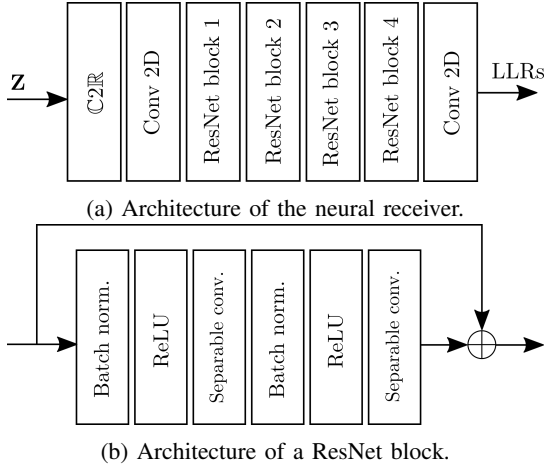 Z
ℂ2ℝ
Conv 2D
ResNet block 1
ResNet block 2
ResNet block 3
ResNet block 4
Conv 2D
LLRs
(a) Architecture of the neural receiver.
Batch norm.
ReLU
Separable conv.
Batch norm.
ReLU
Separable conv.
(b) Architecture of a ResNet block.